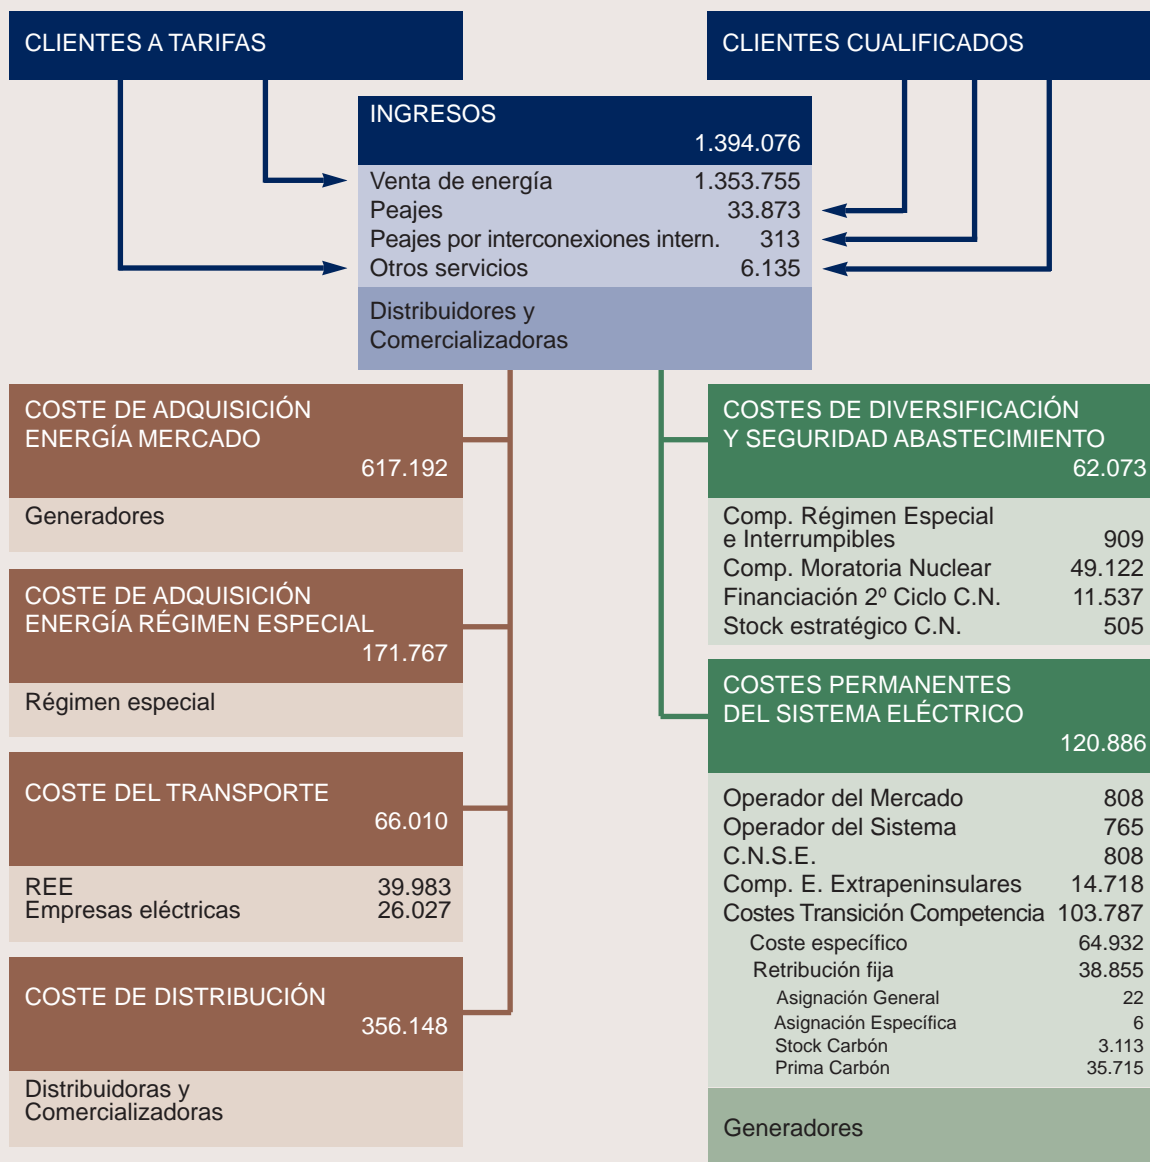 CLIENTES A TARIFAS
CLIENTES CUALIFICADOS
INGRESOS
1.394.076
Venta de energía 1.353.755
Peajes 33.873
Peajes por interconexiones intern. 313
Otros servicios 6.135
Distribuidores y
Comercializadoras
COSTE DE ADQUISICIÓN
ENERGÍA MERCADO
617.192
Generadores
COSTE DE ADQUISICIÓN
ENERGÍA RÉGIMEN ESPECIAL
171.767
Régimen especial
COSTE DEL TRANSPORTE
66.010
REE 39.983
Empresas eléctricas 26.027
COSTE DE DISTRIBUCIÓN
356.148
Distribuidoras y
Comercializadoras
COSTES DE DIVERSIFICACIÓN
Y SEGURIDAD ABASTECIMIENTO
62.073
Comp. Régimen Especial
e Interrumpibles 909
Comp. Moratoria Nuclear 49.122
Financiación 2º Ciclo C.N. 11.537
Stock estratégico C.N. 505
COSTES PERMANENTES
DEL SISTEMA ELÉCTRICO
120.886
Operador del Mercado 808
Operador del Sistema 765
C.N.S.E. 808
Comp. E. Extrapeninsulares 14.718
Costes Transición Competencia 103.787
Coste específico 64.932
Retribución fija 38.855
Asignación General 22
Asignación Específica 6
Stock Carbón 3.113
Prima Carbón 35.715
Generadores